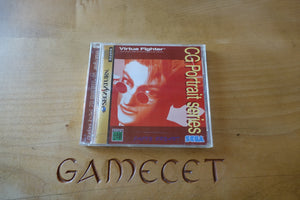 Virtua Fighter
CG Portrait series
SEGA SATURN
SEGA
GAMECET